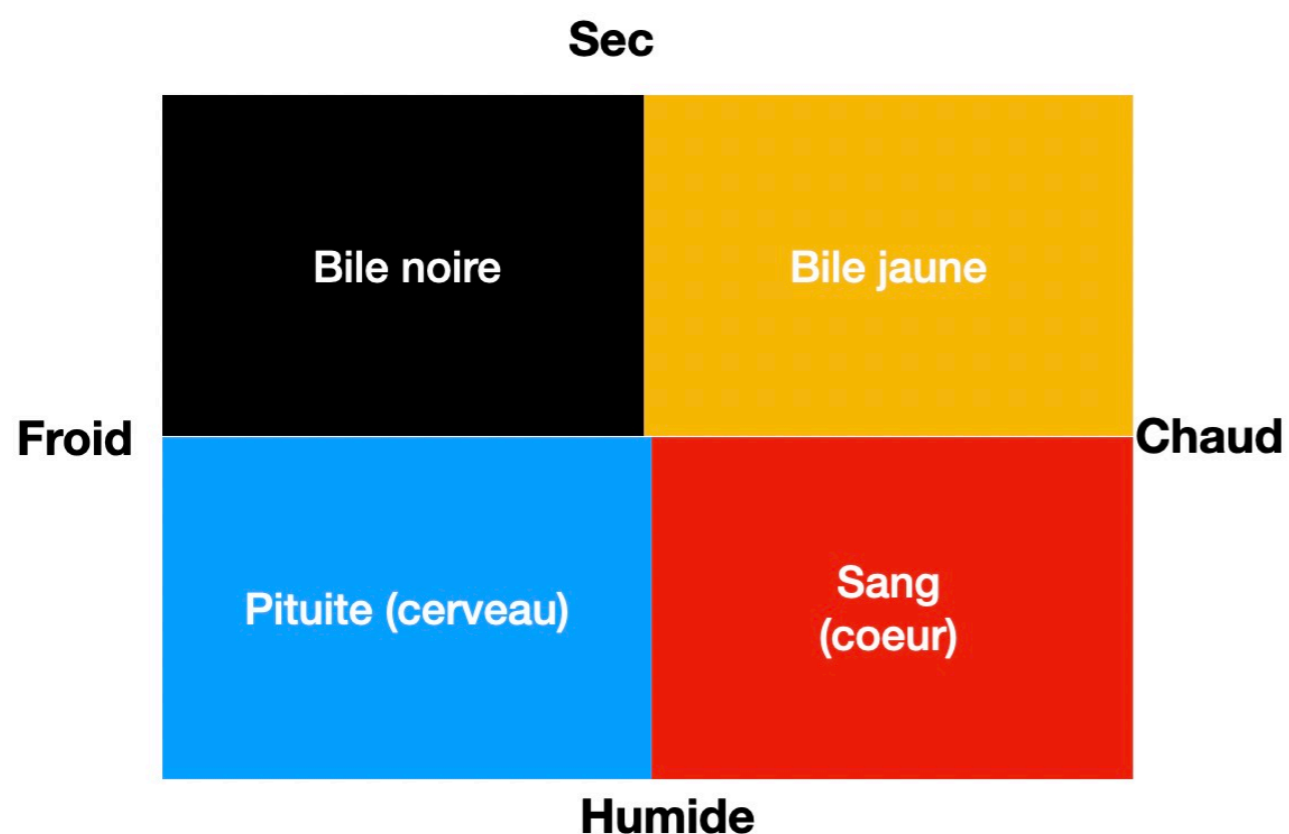 Sec
Bile noire
Bile jaune
Froid
Chaud
Pituite (cerveau)
Sang
(coeur)
Humide